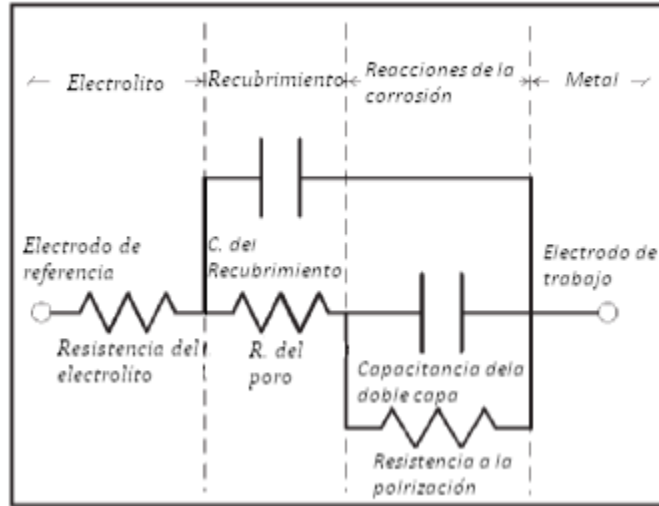 Electrolito
Recubrimiento
Reacciones de la
corrosión
Metal
Electrodo de
referencia
C. del
Recubrimiento
Electrodo de
trabajo
Resistencia del
electrolito
R. del
poro
Capacitancia dela
doble capa
Resistencia a la
polrización